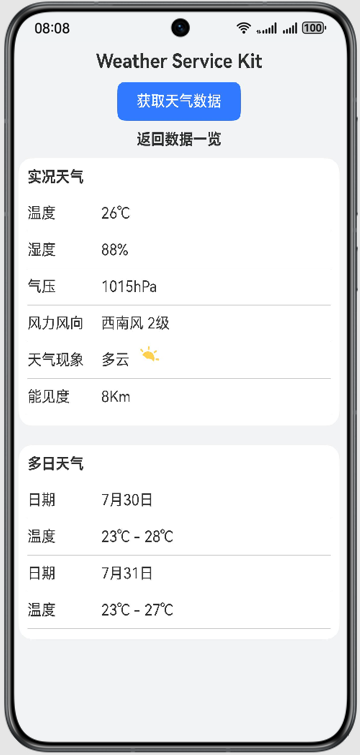 08:08
100
Weather Service Kit
获取天气数据
返回数据一览
实况天气
温度 26℃
湿度 88%
气压 1015hPa
风力风向 西南风 2级
天气现象 多云
能见度 8Km
多日天气
日期 7月30日
温度 23℃ - 28℃
日期 7月31日
温度 23℃ - 27℃